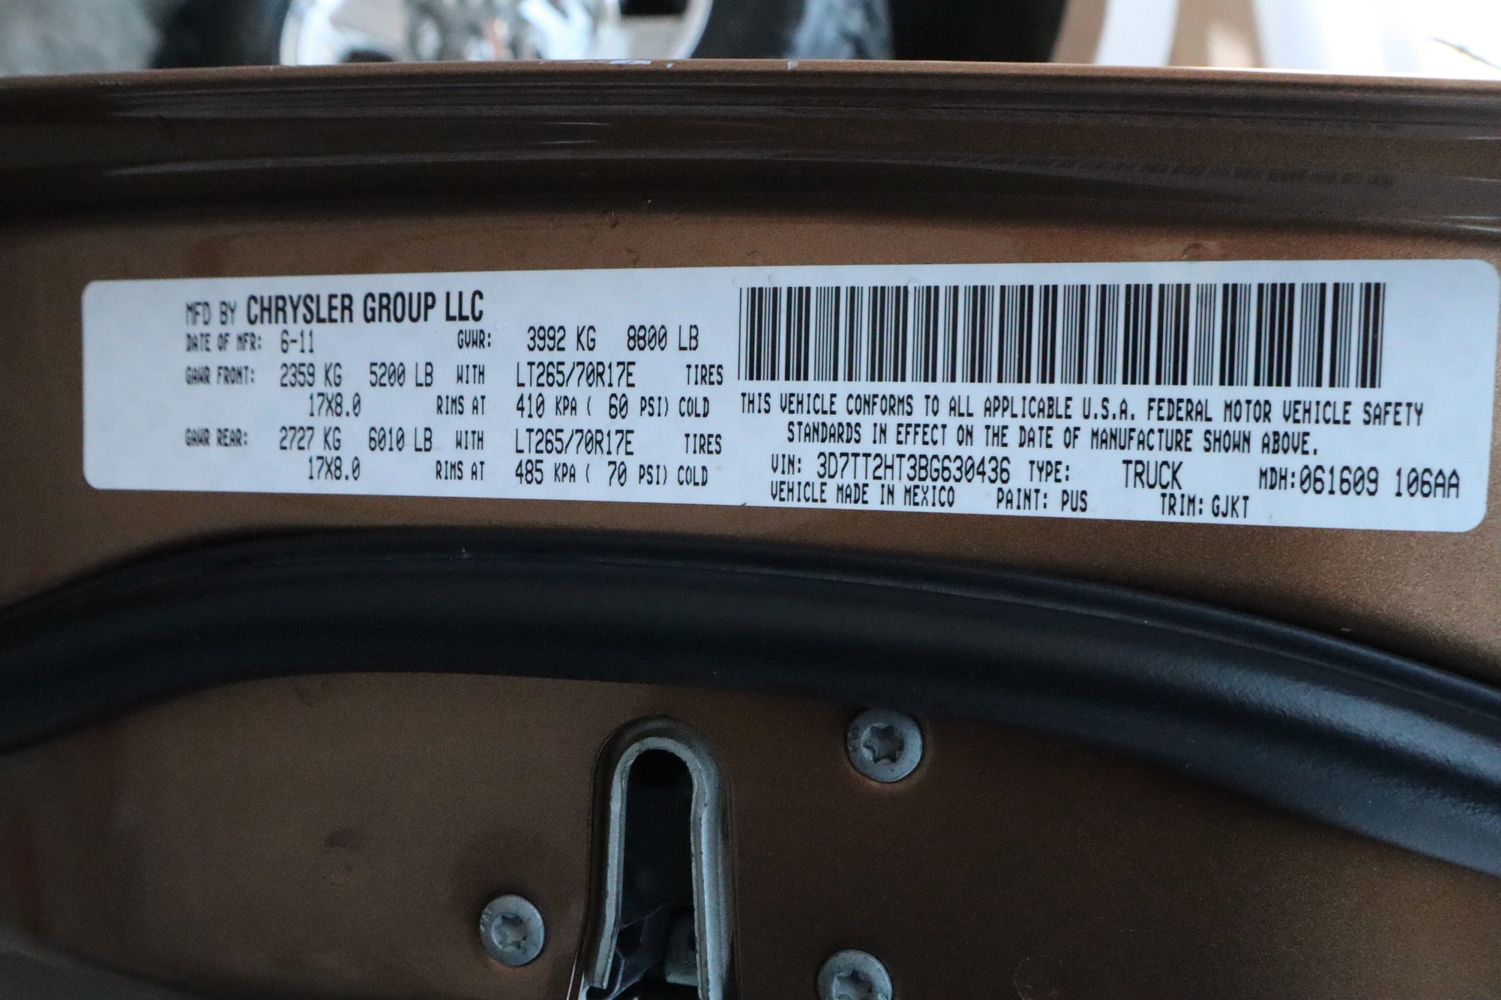 MFD BY CHRYSLER GROUP LLC
DATE OF MFR: 6-11 GVWR: 3992 KG 8800 LB
GAWR FRONT: 2359 KG 5200 LB WITH LT265/70R17E TIRES
17X8.0 RIMS AT 410 KPA ( 60 PSI) COLD
GAWR REAR: 2727 KG 6010 LB WITH LT265/70R17E TIRES
17X8.0 RIMS AT 485 KPA ( 70 PSI) COLD
THIS VEHICLE CONFORMS TO ALL APPLICABLE U.S.A. FEDERAL MOTOR VEHICLE SAFETY
STANDARDS IN EFFECT ON THE DATE OF MANUFACTURE SHOWN ABOVE.
VIN: 3D7TT2HT3BG630436 TYPE: TRUCK MDH:061609 106AA
VEHICLE MADE IN MEXICO PAINT: PUS TRIM: GJKT